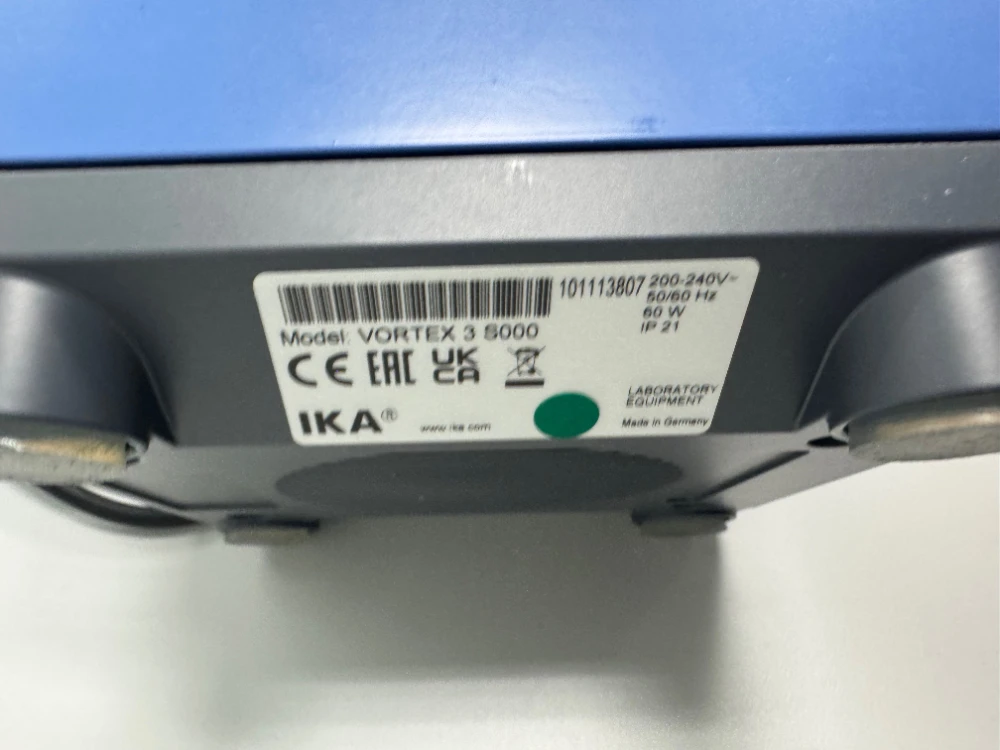 101113807
200-240V~
50/60 Hz
60 W
IP 21
Model: VORTEX 3 S000
CE EAC UK
CA
LABORATORY
EQUIPMENT
IKA®
www.ika.com
Made in Germany